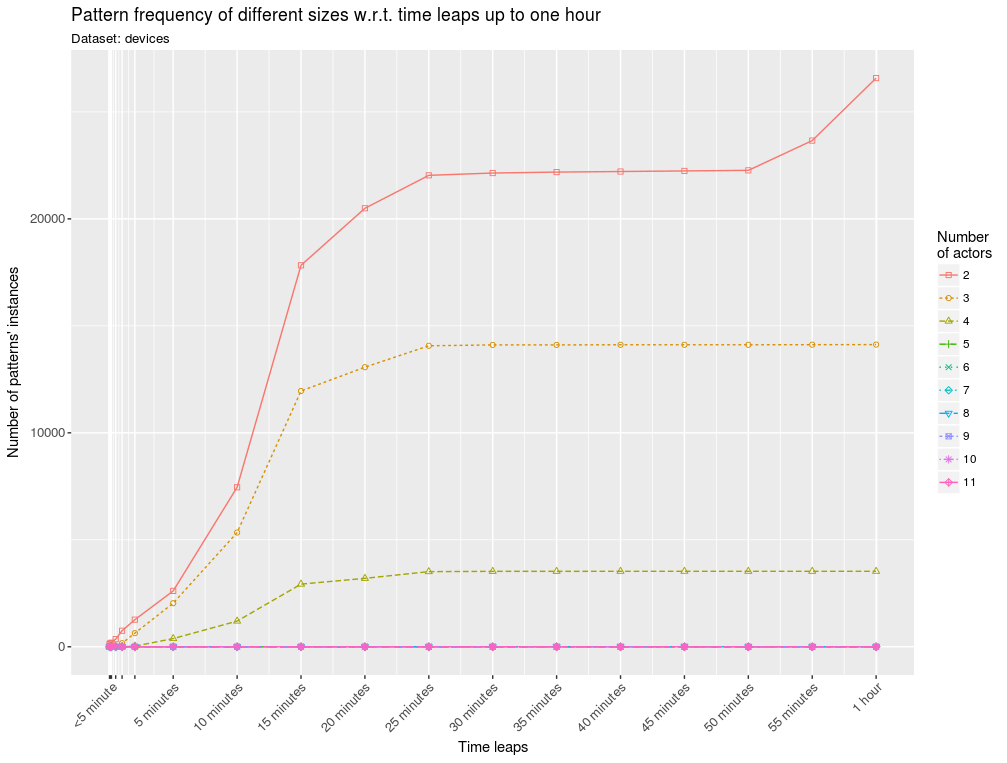 Pattern frequency of different sizes w.r.t. time leaps up to one hour
Dataset: devices
Number of patterns' instances
20000
10000
0
<5 minute
5 minutes
10 minutes
15 minutes
20 minutes
25 minutes
30 minutes
35 minutes
40 minutes
45 minutes
50 minutes
55 minutes
1 hour
Time leaps
Number
of actors
2
3
4
5
6
7
8
9
10
11